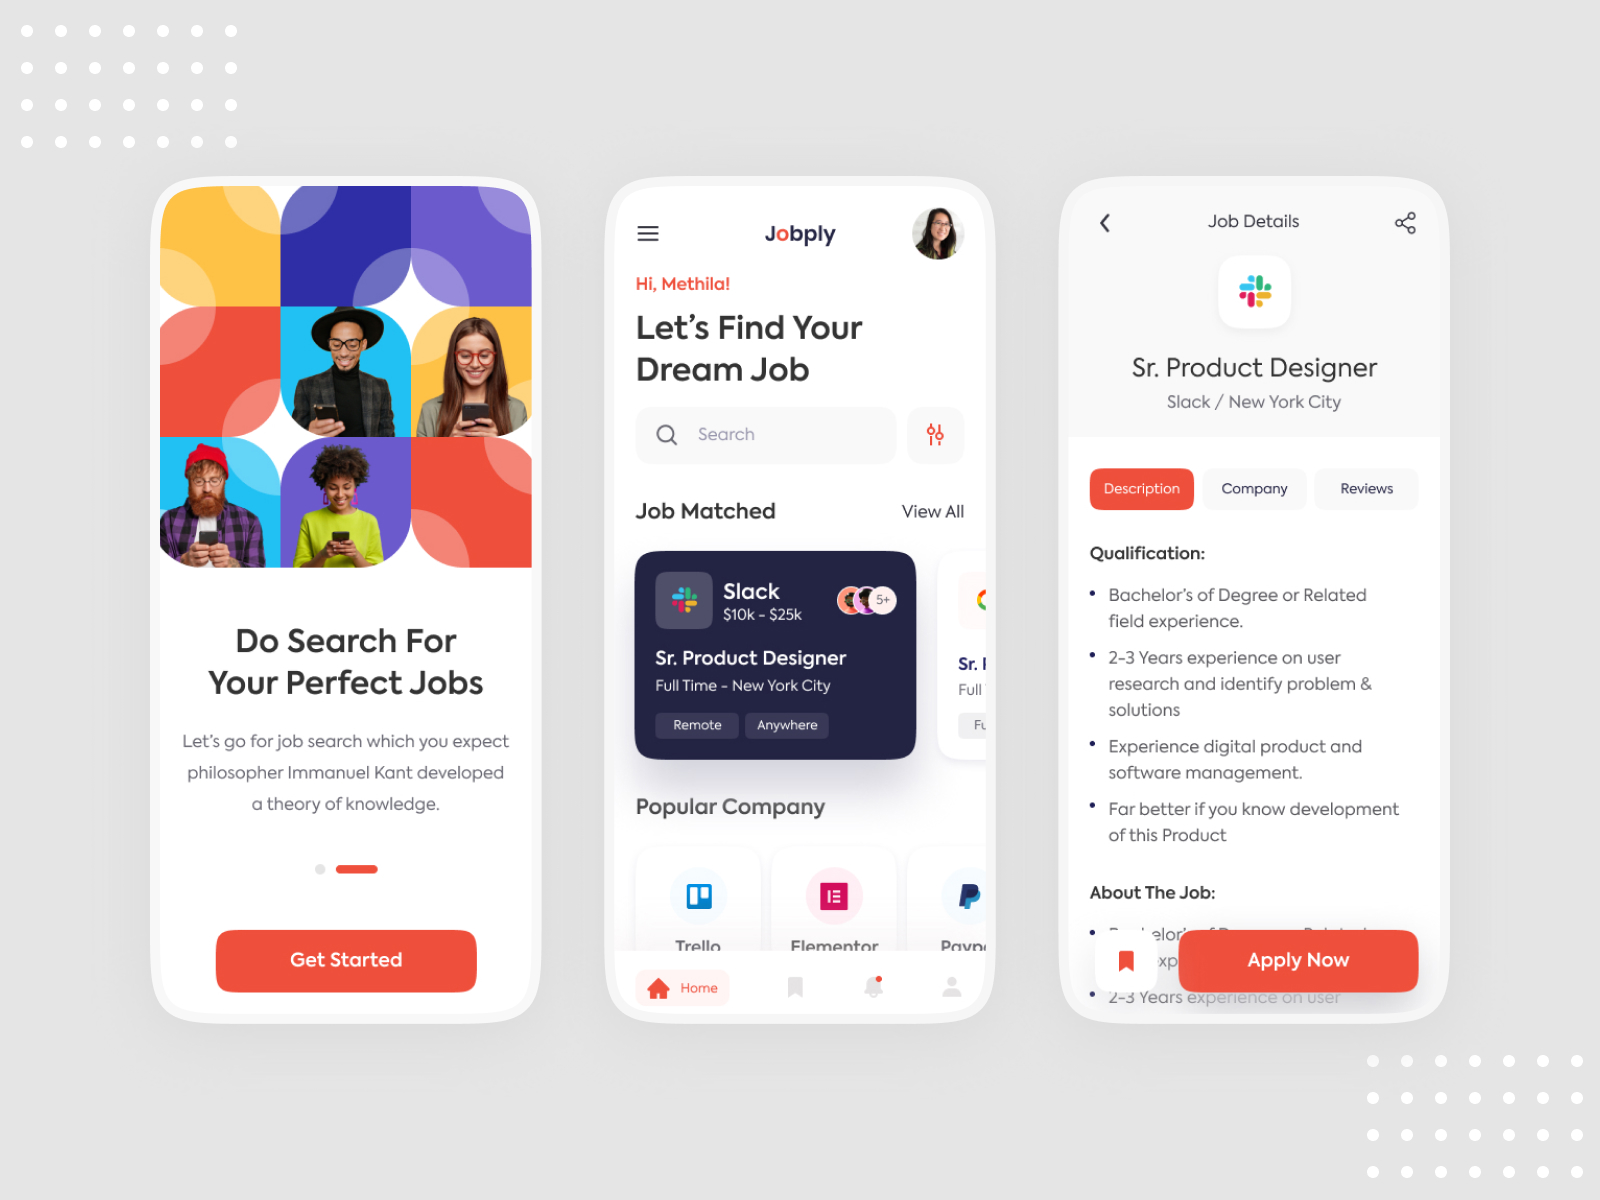 Do Search For
Your Perfect Jobs
Let's go for job search which you expect
philosopher Immanuel Kant developed
a theory of knowledge.
Get Started
Jobply
Hi, Methila!
Let's Find Your
Dream Job
Search
Job Matched
View All
Slack
$10k - $25k
5+
Sr. Product Designer
Full Time - New York City
Remote
Anywhere
Sr.
Full
Fu
Popular Company
Trello
Elementor
Payp
Home
Job Details
Sr. Product Designer
Slack / New York City
Description
Company
Reviews
Qualification:
• Bachelor's of Degree or Related
field experience.
• 2-3 Years experience on user
research and identify problem &
solutions
• Experience digital product and
software management.
• Far better if you know development
of this Product
About The Job:
• 2-3 Years experience on user
Apply Now